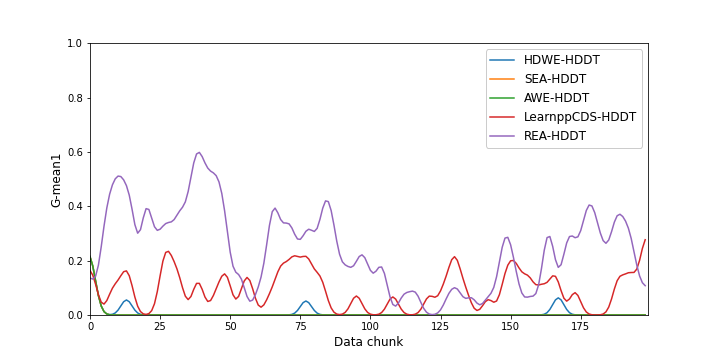 1.0
0.8
0.6
0.4
0.2
0.0
G-mean1
0
25
50
75
100
125
150
175
Data chunk
HDWE-HDDT
SEA-HDDT
AWE-HDDT
LearnppCDS-HDDT
REA-HDDT